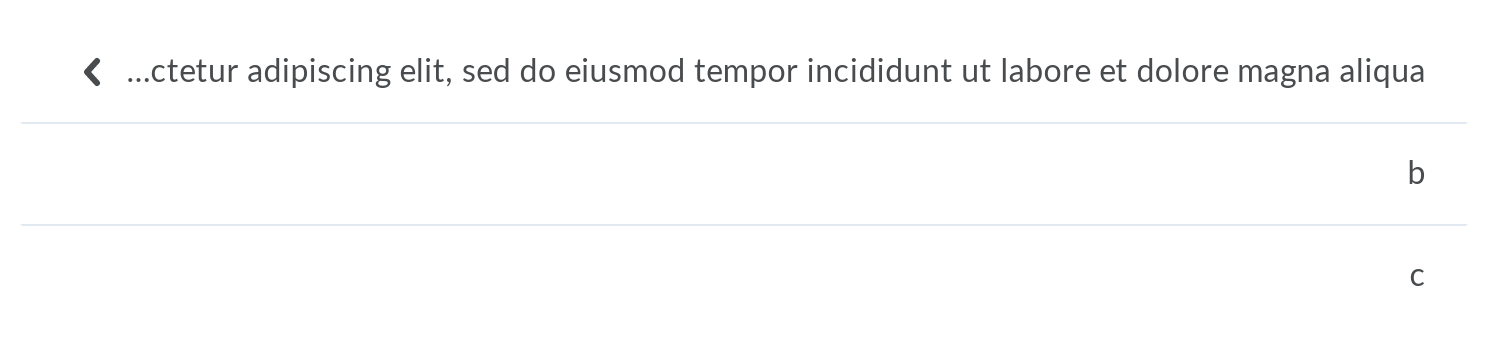 ...ctetur adipiscing elit, sed do eiusmod tempor incididunt ut labore et dolore magna aliqua
b
c